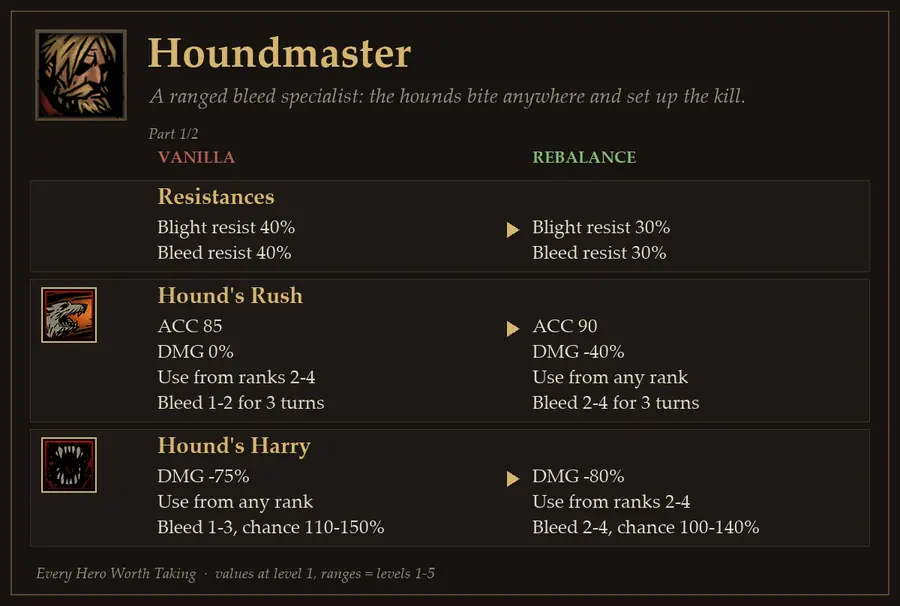 Houndmaster
A ranged bleed specialist: the hounds bite anywhere and set up the kill.
Part 1/2
VANILLA REBALANCE
Resistances
Blight resist 40% ▶ Blight resist 30%
Bleed resist 40% Bleed resist 30%
Hound's Rush
ACC 85 ▶ ACC 90
DMG 0% DMG -40%
Use from ranks 2-4 Use from any rank
Bleed 1-2 for 3 turns Bleed 2-4 for 3 turns
Hound's Harry
DMG -75% ▶ DMG -80%
Use from any rank Use from ranks 2-4
Bleed 1-3, chance 110-150% Bleed 2-4, chance 100-140%
Every Hero Worth Taking · values at level 1, ranges = levels 1-5